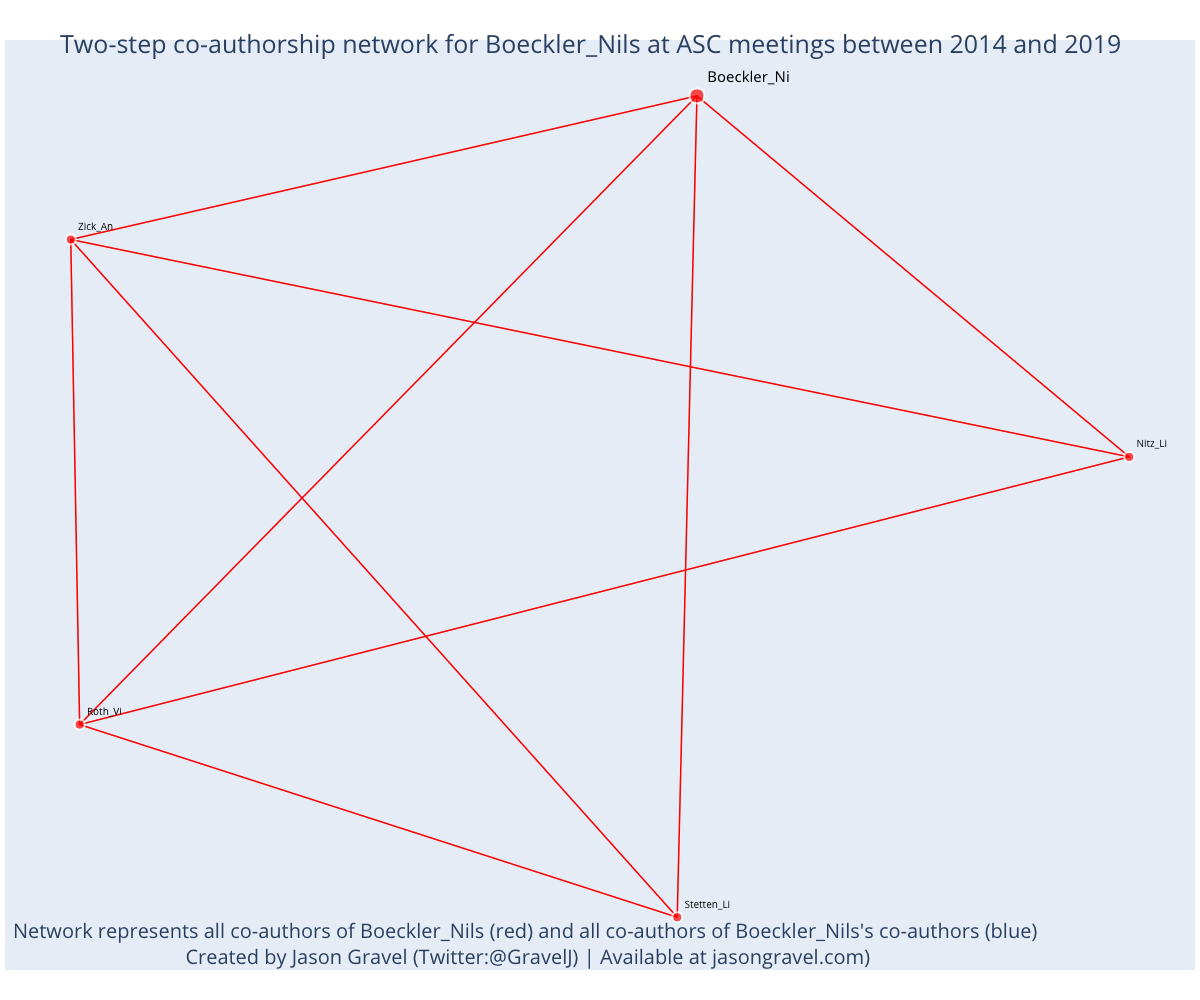 Two-step co-authorship network for Boeckler_Nils at ASC meetings between 2014 and 2019
Boeckler_Ni
Zick_An
Nitz_Li
Roth_Vi
Stetten_Li
Network represents all co-authors of Boeckler_Nils (red) and all co-authors of Boeckler_Nils's co-authors (blue)
Created by Jason Gravel (Twitter:@GravelJ) | Available at jasongravel.com)